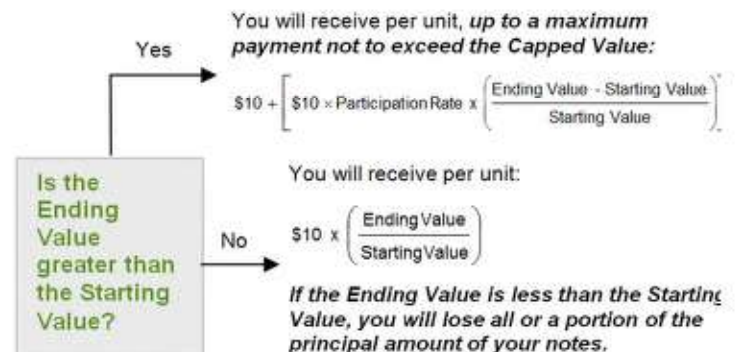 You will receive per unit, up to a maximum
payment not to exceed the Capped Value:
Yes
$10 + [ $10 × Participation Rate x ( Ending Value - Starting Value
Starting Value )
Is the
Ending
Value
greater than
the Starting
Value?
You will receive per unit:
No
$10 x ( Ending Value
Starting Value )
If the Ending Value is less than the Starting
Value, you will lose all or a portion of the
principal amount of your notes.